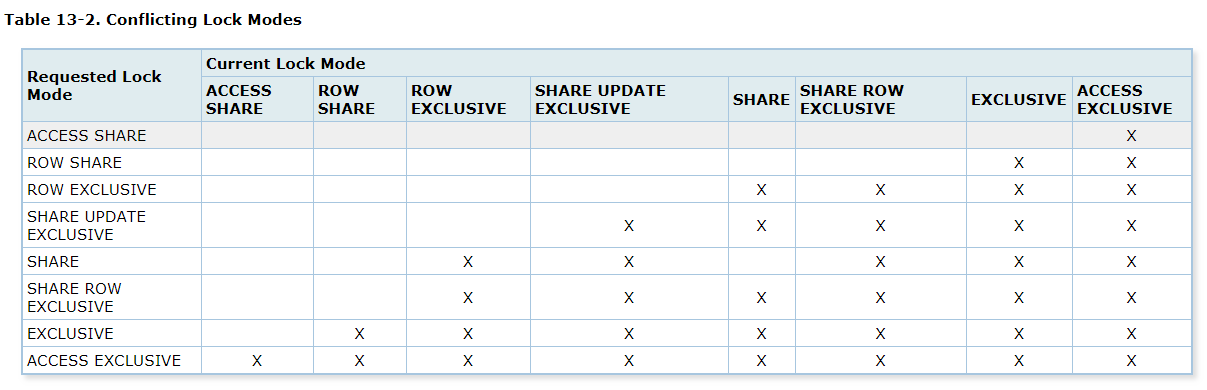 Table 13-2. Conflicting Lock Modes
Requested Lock Mode
Current Lock Mode
ACCESS SHARE
ROW SHARE
ROW EXCLUSIVE
SHARE UPDATE EXCLUSIVE
SHARE
SHARE ROW EXCLUSIVE
EXCLUSIVE
ACCESS EXCLUSIVE
ACCESS SHARE X
ROW SHARE X X
ROW EXCLUSIVE X X X X
SHARE UPDATE EXCLUSIVE X X X X X
SHARE X X X X X
SHARE ROW EXCLUSIVE X X X X X X
EXCLUSIVE X X X X X X X
ACCESS EXCLUSIVE X X X X X X X X